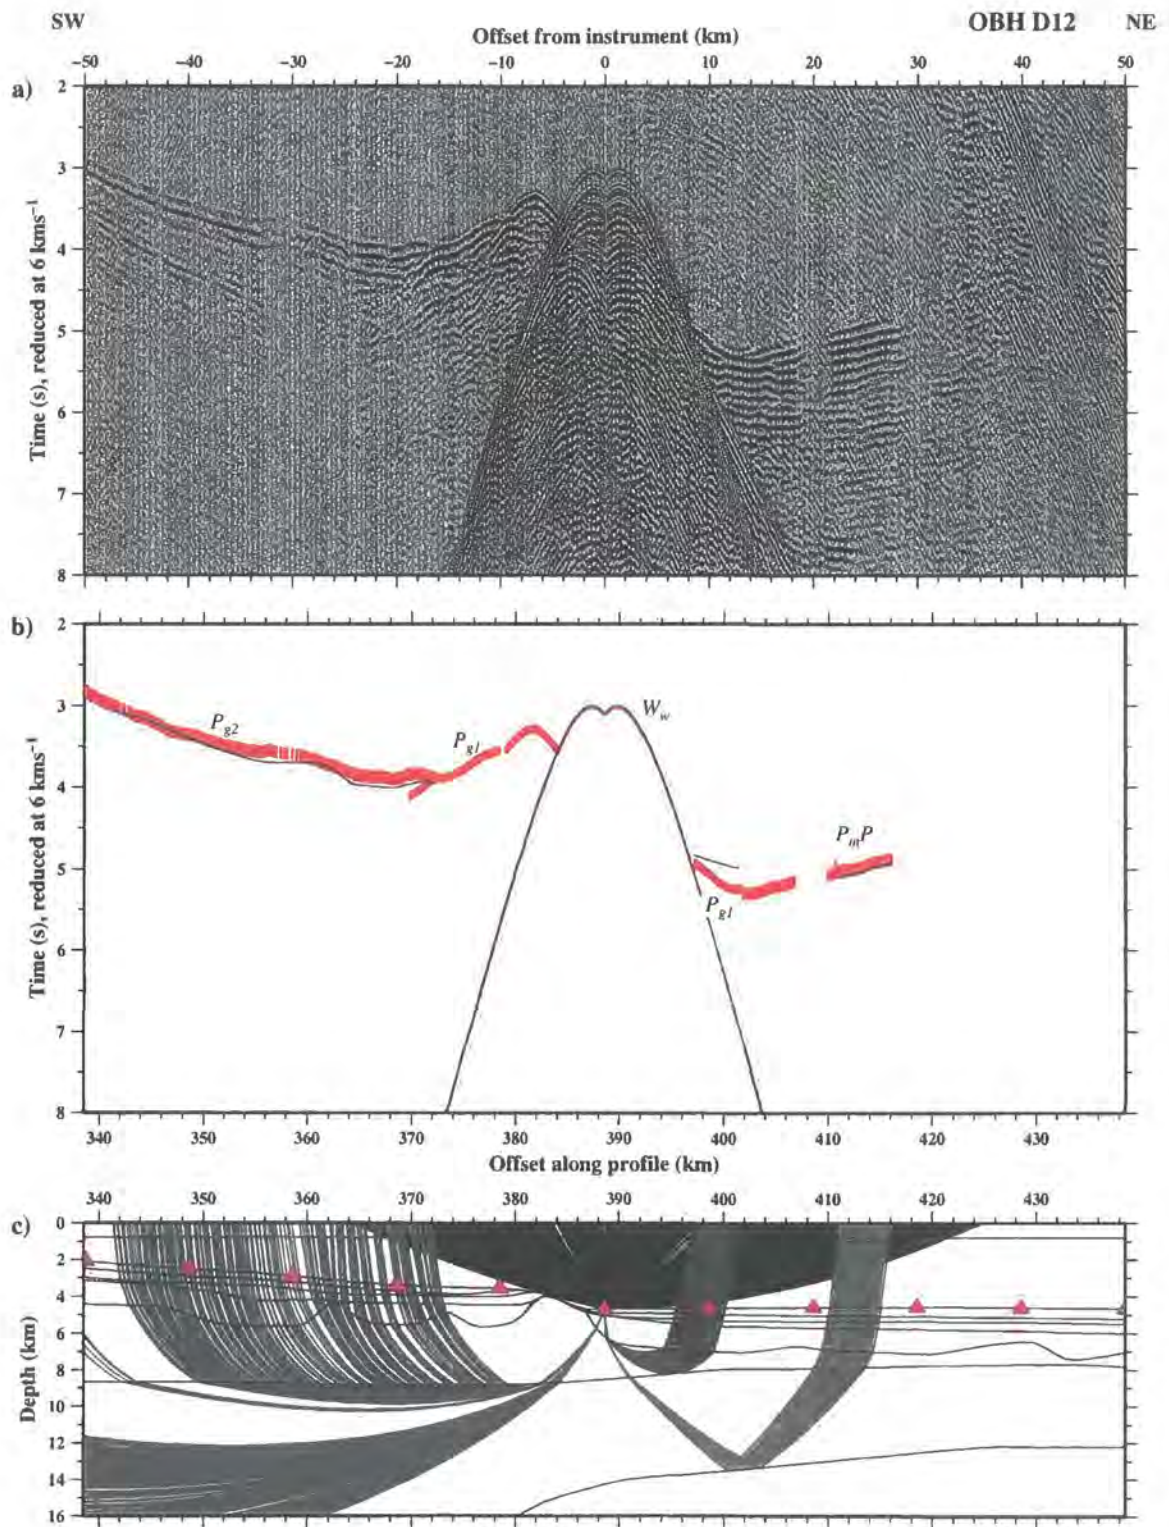 SW
OBH D12
NE
Offset from instrument (km)
−50 −40 −30 −20 −10 0 10 20 30 40 50
a)
2
3
4
5
6
7
8
Time (s), reduced at 6 kms⁻¹
b)
2
3
4
5
6
7
8
Time (s), reduced at 6 kms⁻¹
Pg2
Pg1
Ww
PmP
Pg1
340 350 360 370 380 390 400 410 420 430
Offset along profile (km)
340 350 360 370 380 390 400 410 420 430
c)
0
2
4
6
8
10
12
14
16
Depth (km)